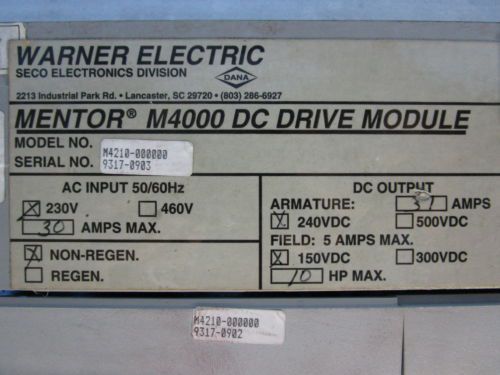 WARNER ELECTRIC
SECO ELECTRONICS DIVISION
DANA
2213 Industrial Park Rd. • Lancaster, SC 29720 • (803) 286-6927
MENTOR® M4000 DC DRIVE MODULE
MODEL NO. M4210-000000
SERIAL NO. 9317-0903
AC INPUT 50/60Hz
230V 460V
30 AMPS MAX.
NON-REGEN.
REGEN.
DC OUTPUT
ARMATURE: AMPS
240VDC 500VDC
FIELD: 5 AMPS MAX.
150VDC 300VDC
10 HP MAX.
M4210-000000
9317-0902